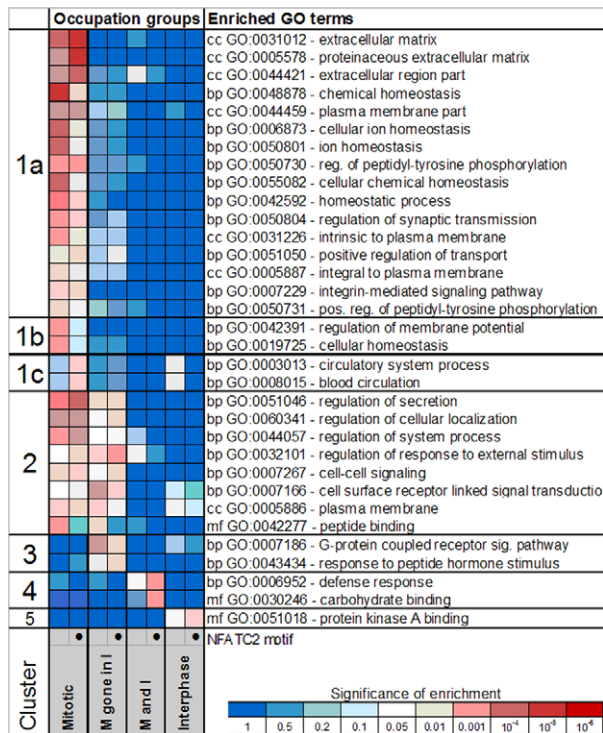 Occupation groups Enriched GO terms
cc GO:0031012 - extracellular matrix
cc GO:0005578 - proteinaceous extracellular matrix
cc GO:0044421 - extracellular region part
bp GO:0048878 - chemical homeostasis
cc GO:0044459 - plasma membrane part
bp GO:0006873 - cellular ion homeostasis
bp GO:0050801 - ion homeostasis
1a
bp GO:0050730 - reg. of peptidyl-tyrosine phosphorylation
bp GO:0055082 - cellular chemical homeostasis
bp GO:0042592 - homeostatic process
bp GO:0050804 - regulation of synaptic transmission
cc GO:0031226 - intrinsic to plasma membrane
bp GO:0051050 - positive regulation of transport
cc GO:0005887 - integral to plasma membrane
bp GO:0007229 - integrin-mediated signaling pathway
bp GO:0050731 - pos. reg. of peptidyl-tyrosine phosphorylation
1b
bp GO:0042391 - regulation of membrane potential
bp GO:0019725 - cellular homeostasis
1c
bp GO:0003013 - circulatory system process
bp GO:0008015 - blood circulation
bp GO:0051046 - regulation of secretion
bp GO:0060341 - regulation of cellular localization
bp GO:0044057 - regulation of system process
2
bp GO:0032101 - regulation of response to external stimulus
bp GO:0007267 - cell-cell signaling
bp GO:0007166 - cell surface receptor linked signal transductio
cc GO:0005886 - plasma membrane
mf GO:0042277 - peptide binding
3
bp GO:0007186 - G-protein coupled receptor sig. pathway
bp GO:0043434 - response to peptide hormone stimulus
4
bp GO:0006952 - defense response
mf GO:0030246 - carbohydrate binding
5 mf GO:0051018 - protein kinase A binding
NFATC2 motif
Cluster
Mitotic
M gone in I
M and I
Interphase
Significance of enrichment
1 0.5 0.2 0.1 0.05 0.01 0.001 10⁻⁴ 10⁻⁵ 10⁻⁶